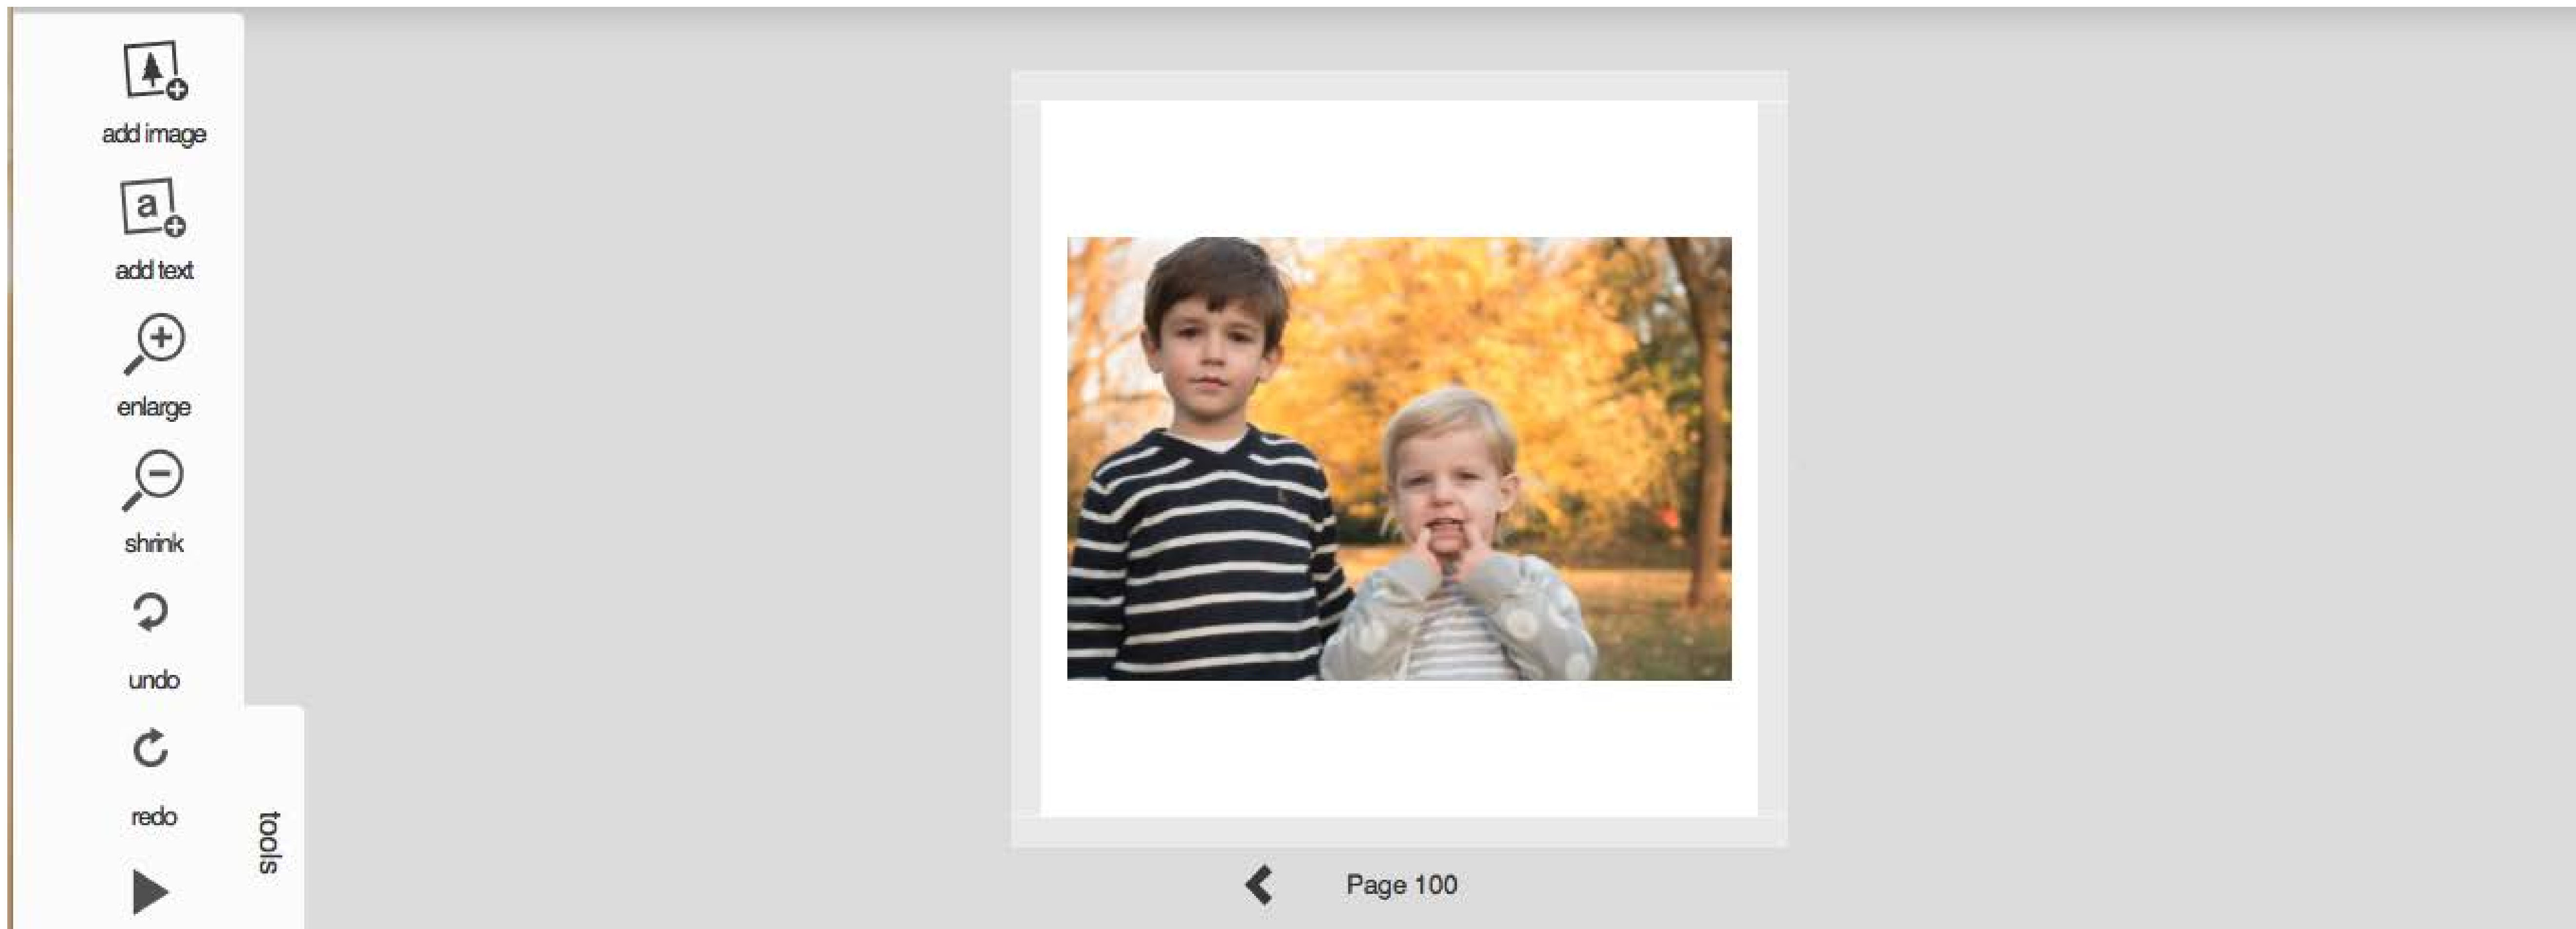 add image
a
add text
enlarge
shrink
undo
redo
tools
Page 100